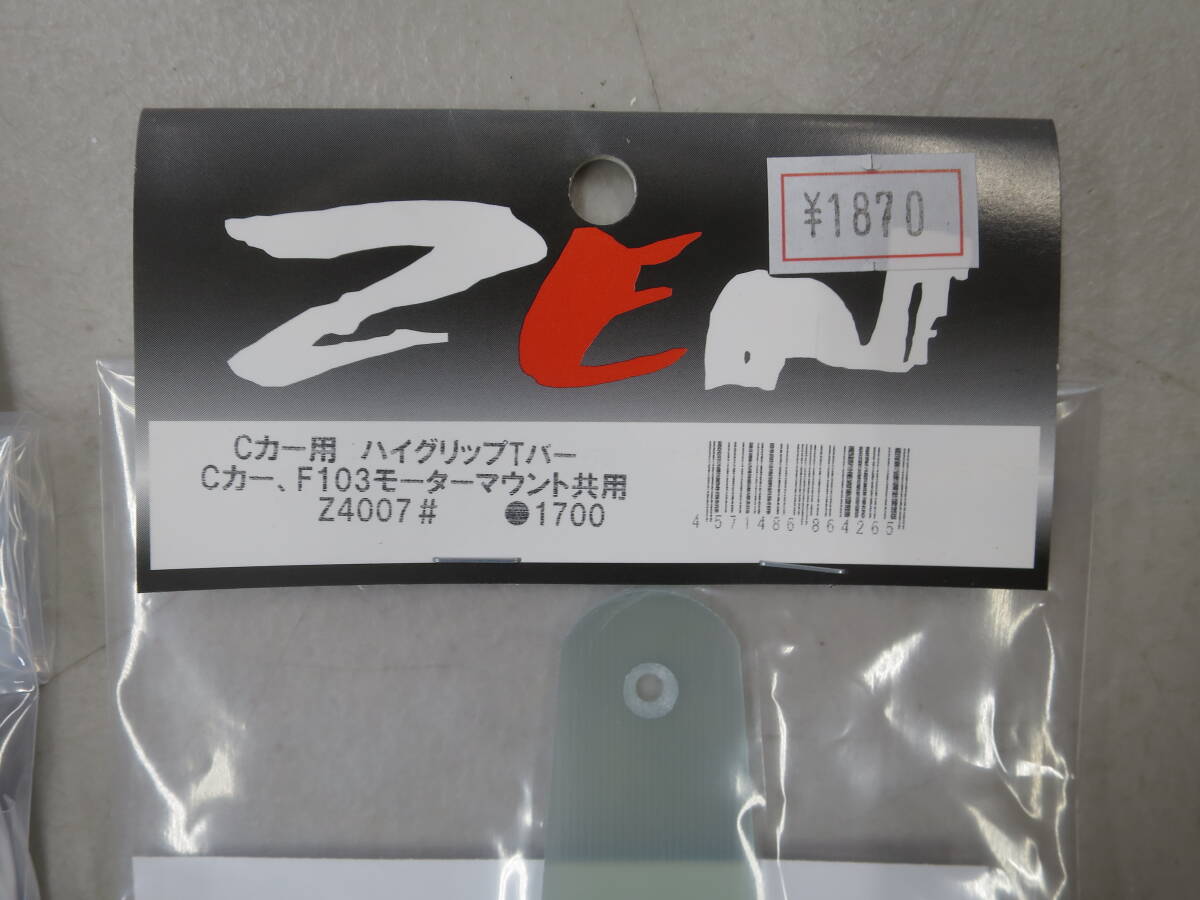 ¥1870
Zen
Cカー用 ハイグリップTバー
Cカー、F103モーターマウント共用
Z4007# ●1700
4 571486 864265